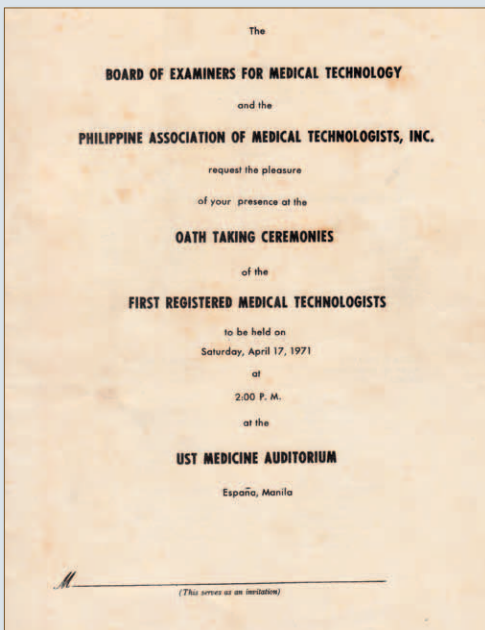 The
BOARD OF EXAMINERS FOR MEDICAL TECHNOLOGY
and the
PHILIPPINE ASSOCIATION OF MEDICAL TECHNOLOGISTS, INC.
request the pleasure
of your presence at the
OATH TAKING CEREMONIES
of the
FIRST REGISTERED MEDICAL TECHNOLOGISTS
to be held on
Saturday, April 17, 1971
at
2:00 P. M.
at the
UST MEDICINE AUDITORIUM
España, Manila
M
(This serves as an invitation)